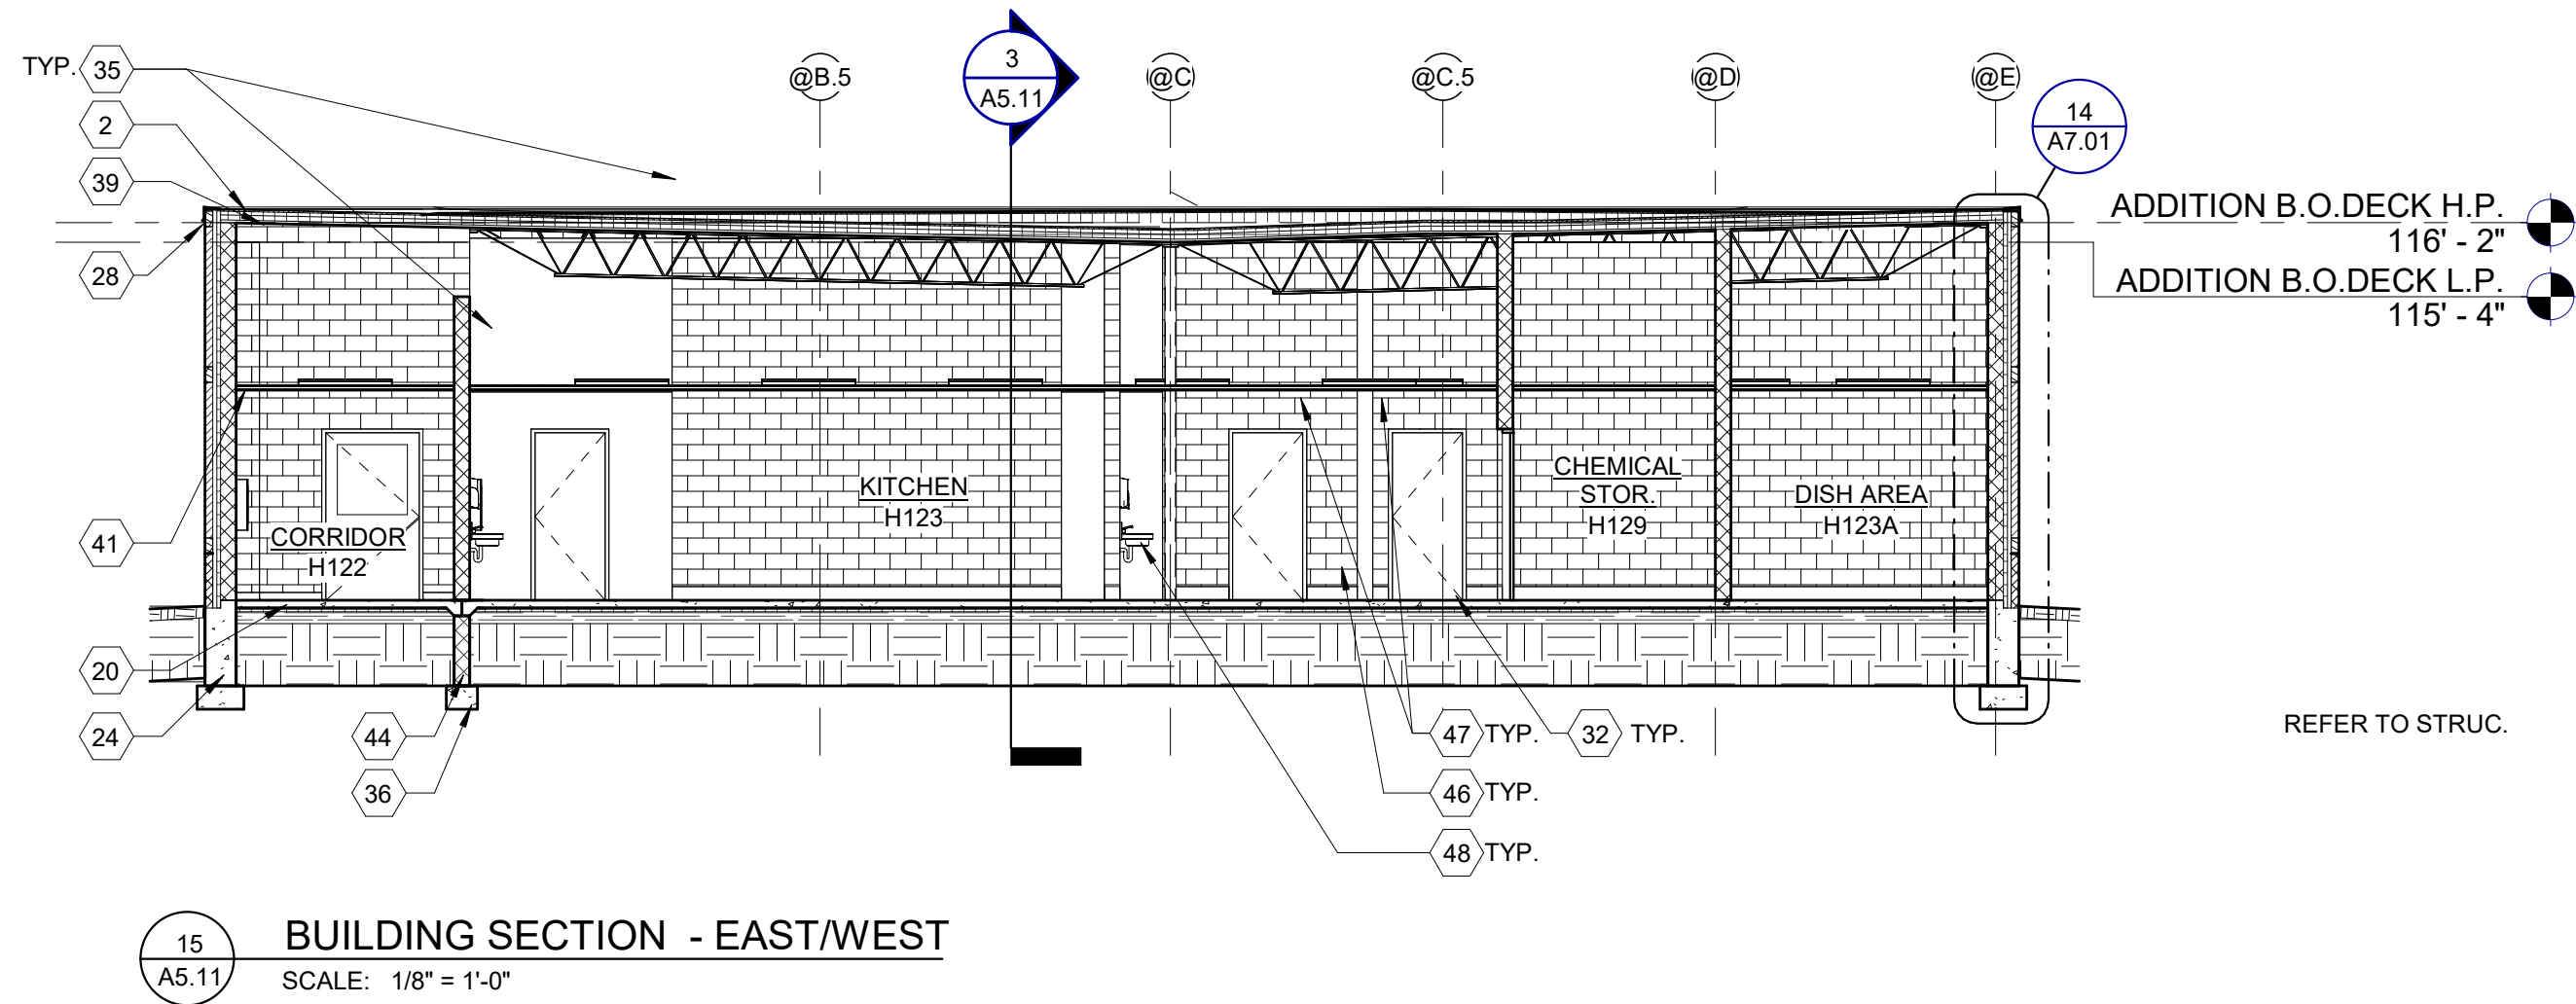 TYP. 35
2
39
28
41
20
24
44
36
@B.5
3
A5.11
@C
@C.5
@D
@E
14
A7.01
ADDITION B.O.DECK H.P.
116' - 2"
ADDITION B.O.DECK L.P.
115' - 4"
CORRIDOR
H122
KITCHEN
H123
CHEMICAL
STOR.
H129
DISH AREA
H123A
47 TYP.
32 TYP.
46 TYP.
48 TYP.
REFER TO STRUC.
15
A5.11
BUILDING SECTION - EAST/WEST
SCALE: 1/8" = 1'-0"